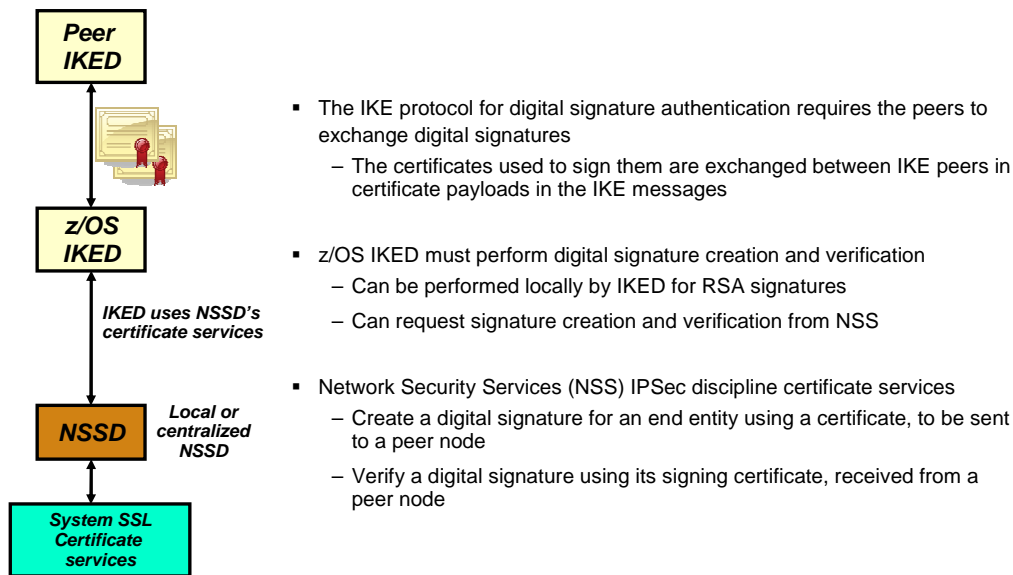 Peer
IKED
z/OS
IKED
IKED uses NSSD's
certificate services
NSSD
Local or
centralized
NSSD
System SSL
Certificate
services
▪ The IKE protocol for digital signature authentication requires the peers to
exchange digital signatures
– The certificates used to sign them are exchanged between IKE peers in
certificate payloads in the IKE messages
▪ z/OS IKED must perform digital signature creation and verification
– Can be performed locally by IKED for RSA signatures
– Can request signature creation and verification from NSS
▪ Network Security Services (NSS) IPSec discipline certificate services
– Create a digital signature for an end entity using a certificate, to be sent
to a peer node
– Verify a digital signature using its signing certificate, received from a
peer node